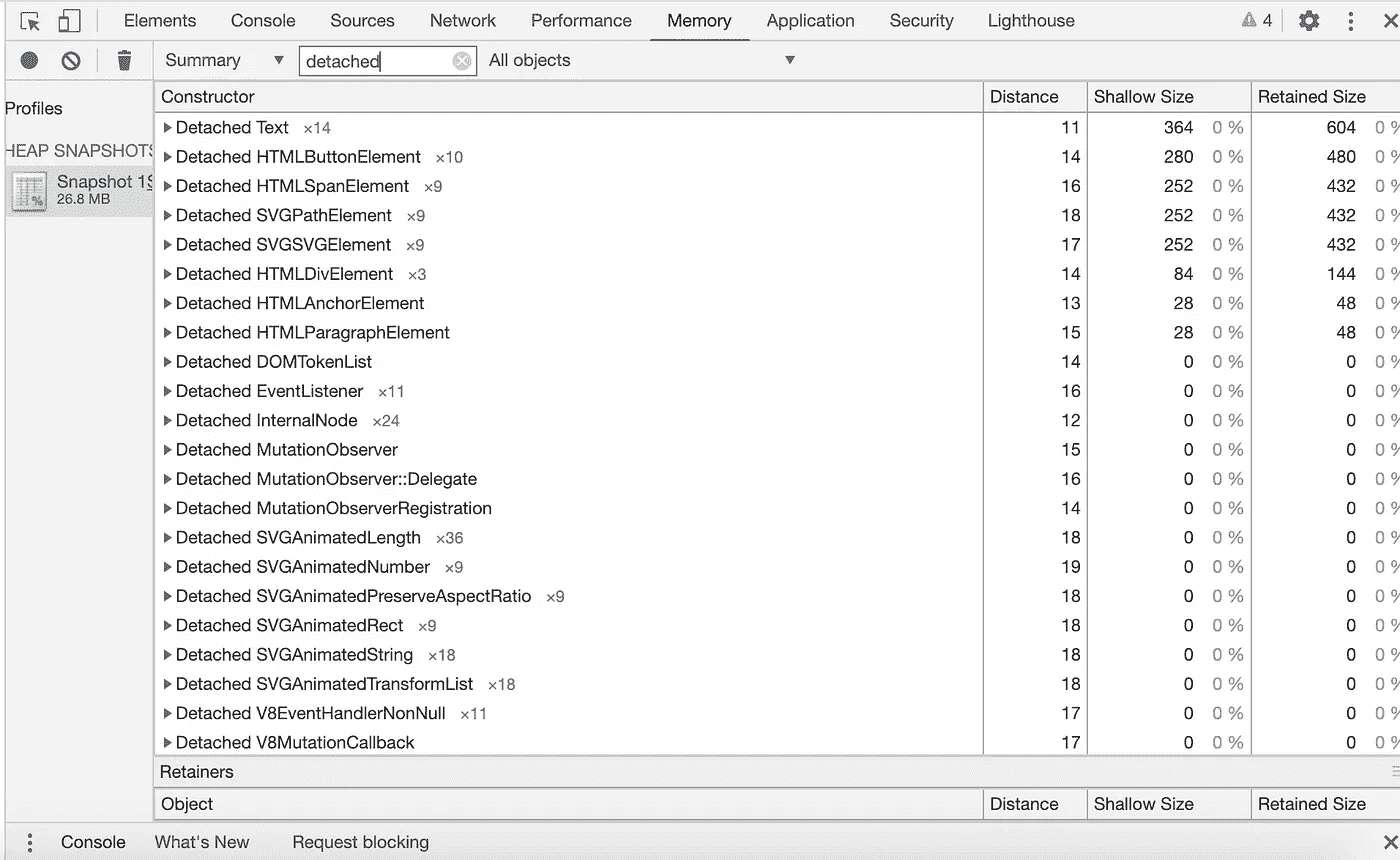 Elements Console Sources Network Performance Memory Application Security Lighthouse 4
Summary detached All objects
Profiles
HEAP SNAPSHOTS
Snapshot 1
26.8 MB
Constructor Distance Shallow Size Retained Size
Detached Text ×14 11 364 0 % 604 0 %
Detached HTMLButtonElement ×10 14 280 0 % 480 0 %
Detached HTMLSpanElement ×9 16 252 0 % 432 0 %
Detached SVGPathElement ×9 18 252 0 % 432 0 %
Detached SVGSVGElement ×9 17 252 0 % 432 0 %
Detached HTMLDivElement ×3 14 84 0 % 144 0 %
Detached HTMLAnchorElement 13 28 0 % 48 0 %
Detached HTMLParagraphElement 15 28 0 % 48 0 %
Detached DOMTokenList 14 0 0 % 0 0 %
Detached EventListener ×11 16 0 0 % 0 0 %
Detached InternalNode ×24 12 0 0 % 0 0 %
Detached MutationObserver 15 0 0 % 0 0 %
Detached MutationObserver::Delegate 16 0 0 % 0 0 %
Detached MutationObserverRegistration 14 0 0 % 0 0 %
Detached SVGAnimatedLength ×36 18 0 0 % 0 0 %
Detached SVGAnimatedNumber ×9 19 0 0 % 0 0 %
Detached SVGAnimatedPreserveAspectRatio ×9 18 0 0 % 0 0 %
Detached SVGAnimatedRect ×9 18 0 0 % 0 0 %
Detached SVGAnimatedString ×18 18 0 0 % 0 0 %
Detached SVGAnimatedTransformList ×18 18 0 0 % 0 0 %
Detached V8EventHandlerNonNull ×11 17 0 0 % 0 0 %
Detached V8MutationCallback 17 0 0 % 0 0 %
Retainers
Object Distance Shallow Size Retained Size
Console What's New Request blocking